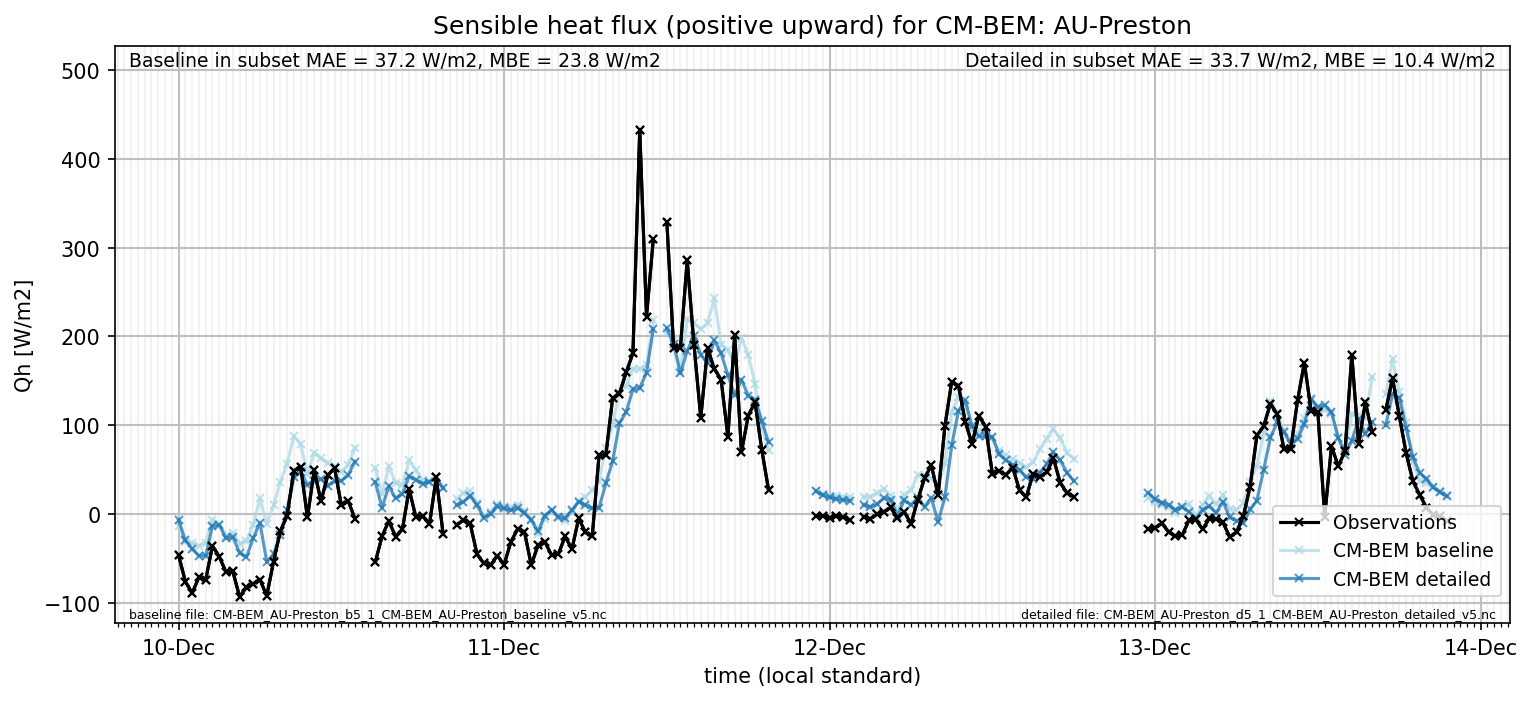 Sensible heat flux (positive upward) for CM-BEM: AU-Preston
Baseline in subset MAE = 37.2 W/m2, MBE = 23.8 W/m2
Detailed in subset MAE = 33.7 W/m2, MBE = 10.4 W/m2
500
400
300
200
100
0
−100
Qh [W/m2]
Observations
CM-BEM baseline
CM-BEM detailed
baseline file: CM-BEM_AU-Preston_b5_1_CM-BEM_AU-Preston_baseline_v5.nc
detailed file: CM-BEM_AU-Preston_d5_1_CM-BEM_AU-Preston_detailed_v5.nc
10-Dec
11-Dec
12-Dec
13-Dec
14-Dec
time (local standard)